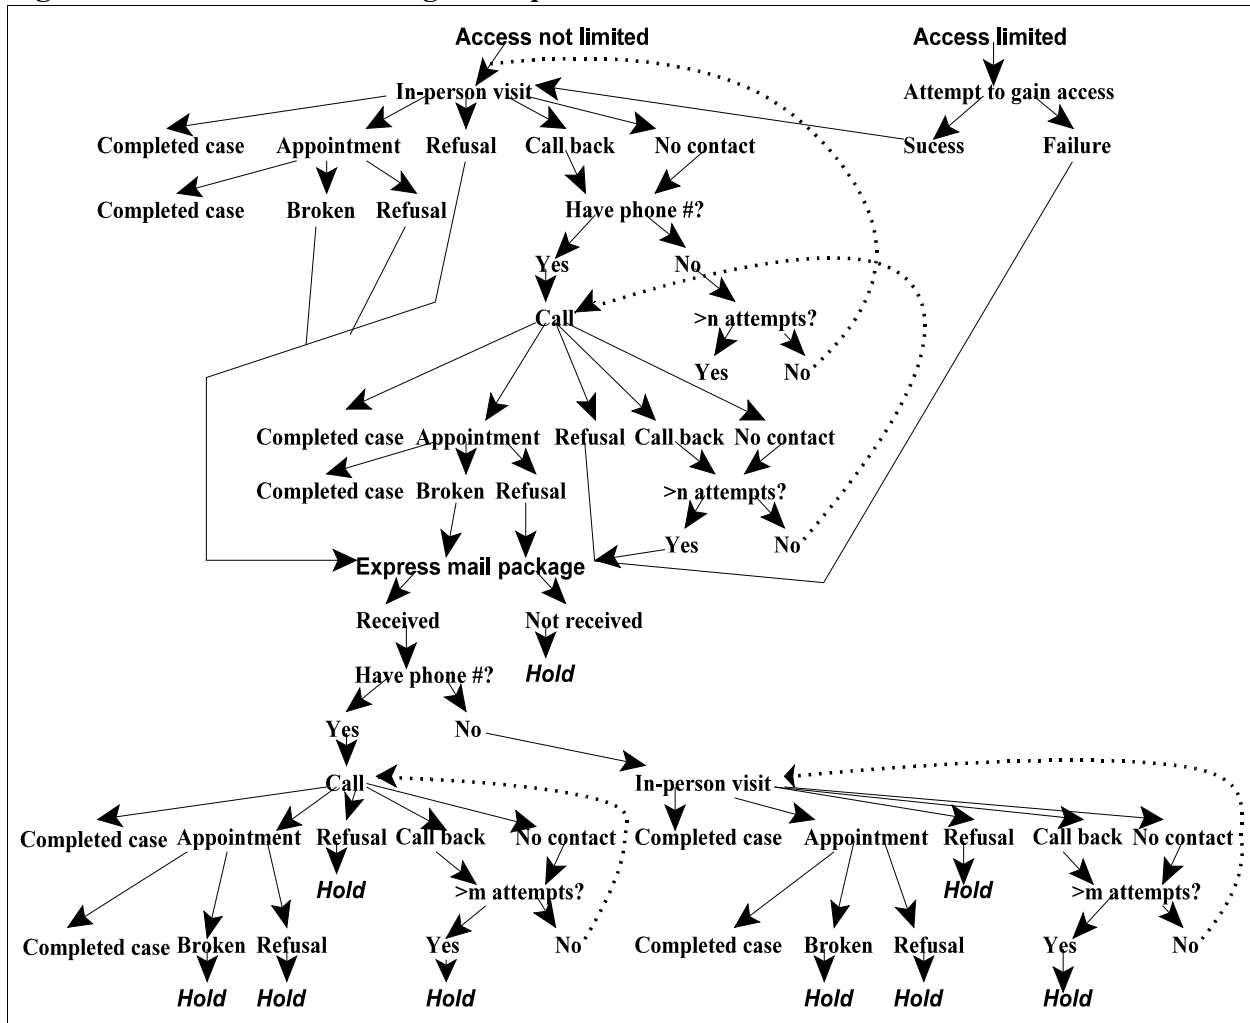 Access not limited Access limited
In-person visit Attempt to gain access
Completed case Appointment Refusal Call back No contact Sucess Failure
Completed case Broken Refusal Have phone #?
Yes No
Call >n attempts?
Yes No
Completed case Appointment Refusal Call back No contact
Completed case Broken Refusal >n attempts?
Yes No
Express mail package
Received Not received
Have phone #? Hold
Yes No
Call In-person visit
Completed case Appointment Refusal Call back No contact Completed case Appointment Refusal Call back No contact
Hold >m attempts? Hold >m attempts?
Completed case Broken Refusal Yes No Completed case Broken Refusal Yes No
Hold Hold Hold Hold Hold Hold